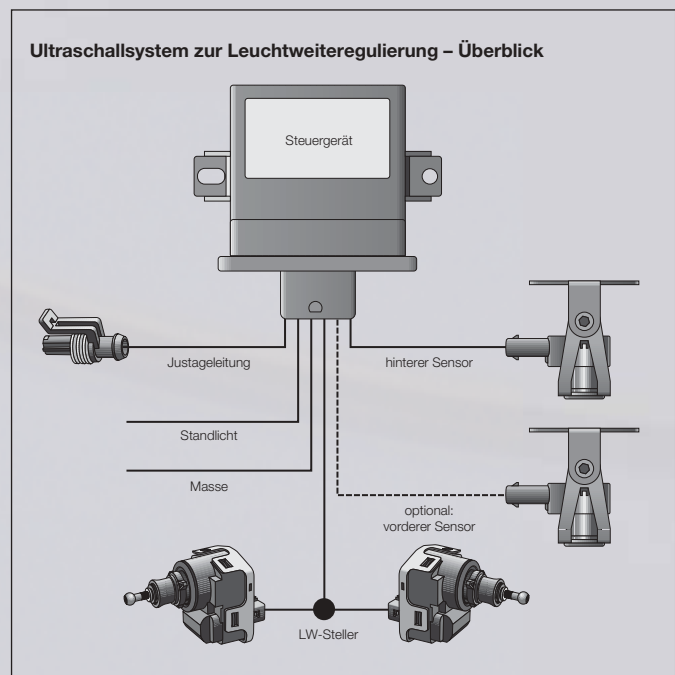 Ultraschallsystem zur Leuchtweiteregulierung – Überblick
Steuergerät
Justageleitung
hinterer Sensor
Standlicht
Masse
optional:
vorderer Sensor
LW-Steller